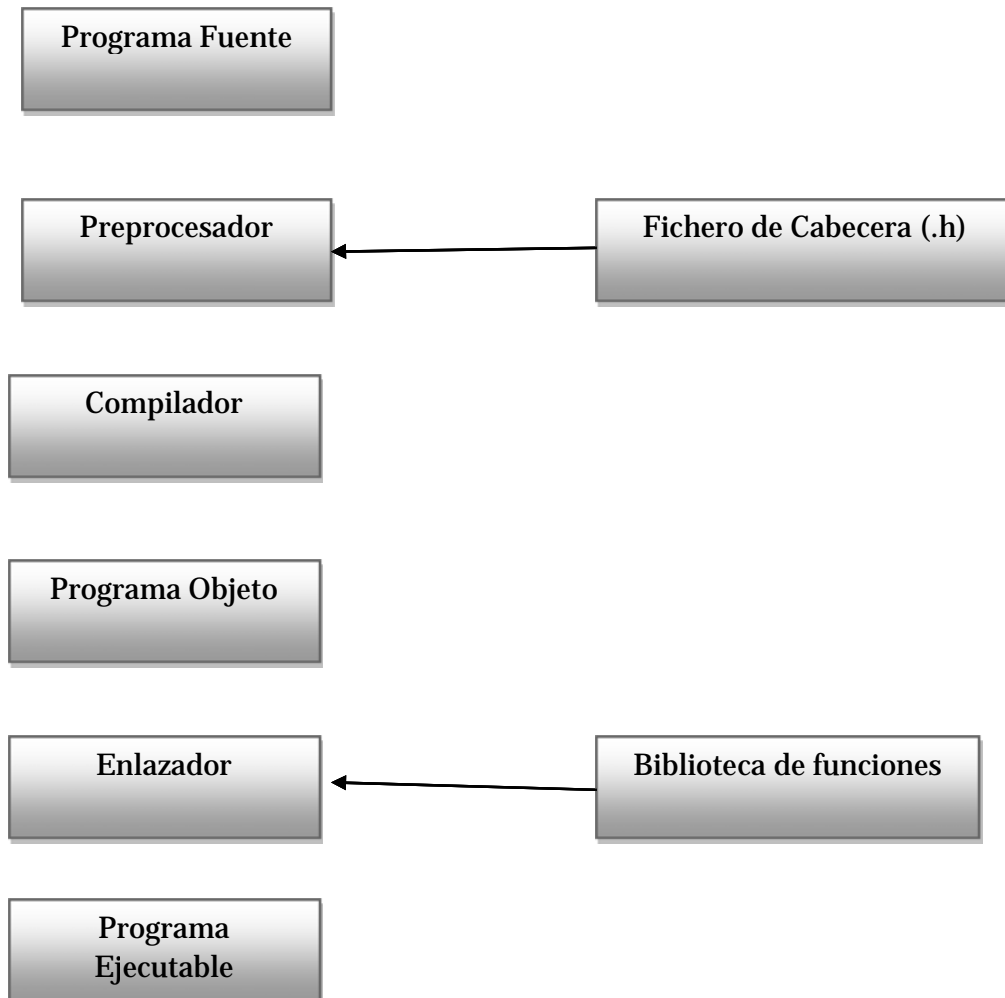 Programa Fuente
Preprocesador
Fichero de Cabecera (.h)
Compilador
Programa Objeto
Enlazador
Biblioteca de funciones
Programa
Ejecutable